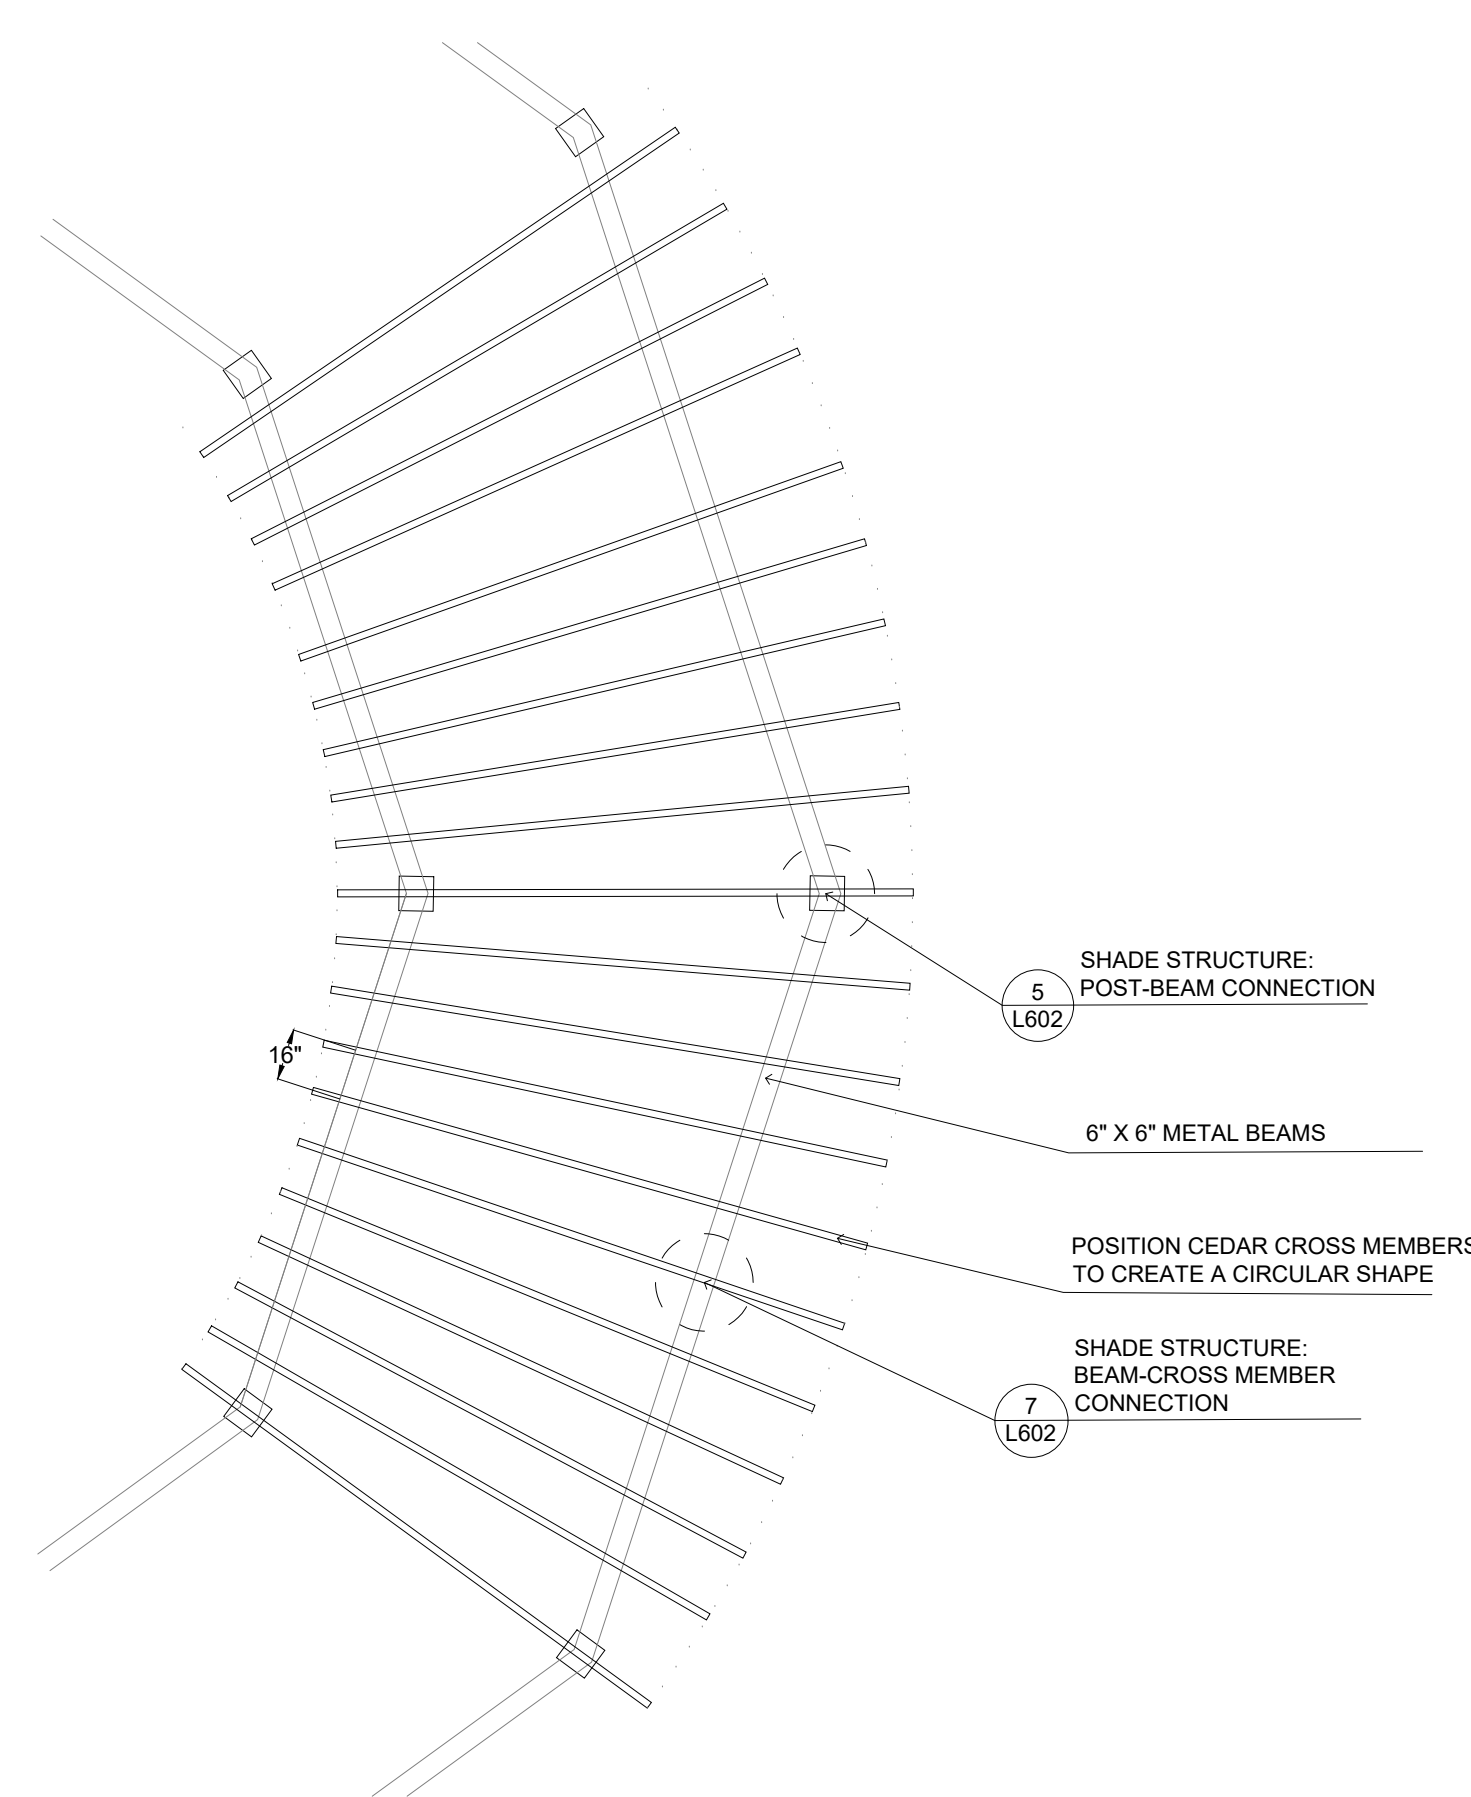 SHADE STRUCTURE:
POST-BEAM CONNECTION
5
L602
16"
6" X 6" METAL BEAMS
POSITION CEDAR CROSS MEMBERS
TO CREATE A CIRCULAR SHAPE
SHADE STRUCTURE:
BEAM-CROSS MEMBER
CONNECTION
7
L602